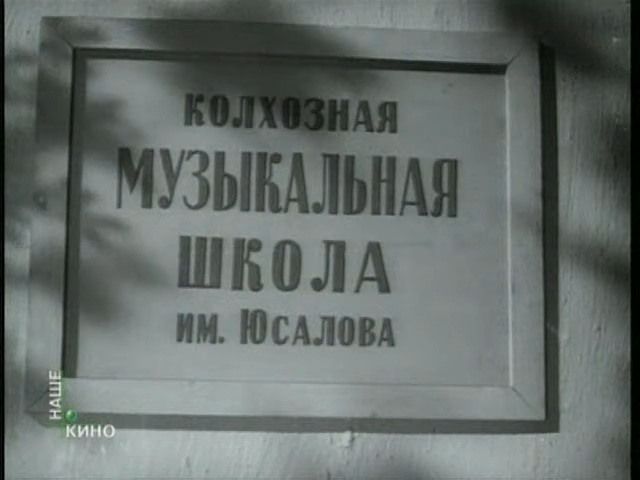 КОЛХОЗНАЯ
МУЗЫКАЛЬНАЯ
ШКОЛА
ИМ. ЮСАЛОВА
НАШЕ
КИНО